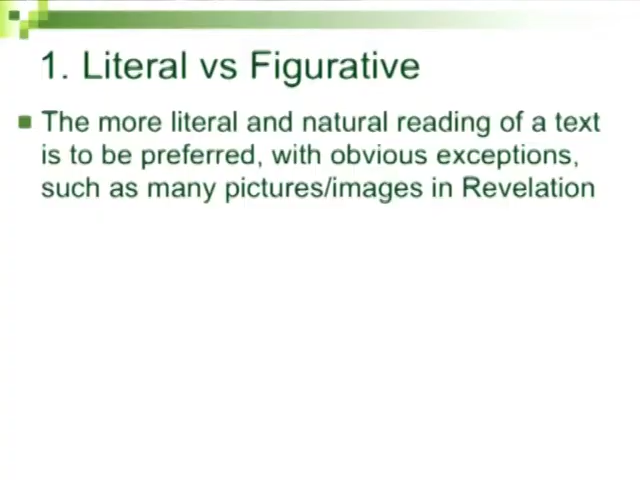 1. Literal vs Figurative
The more literal and natural reading of a text
is to be preferred, with obvious exceptions,
such as many pictures/images in Revelation